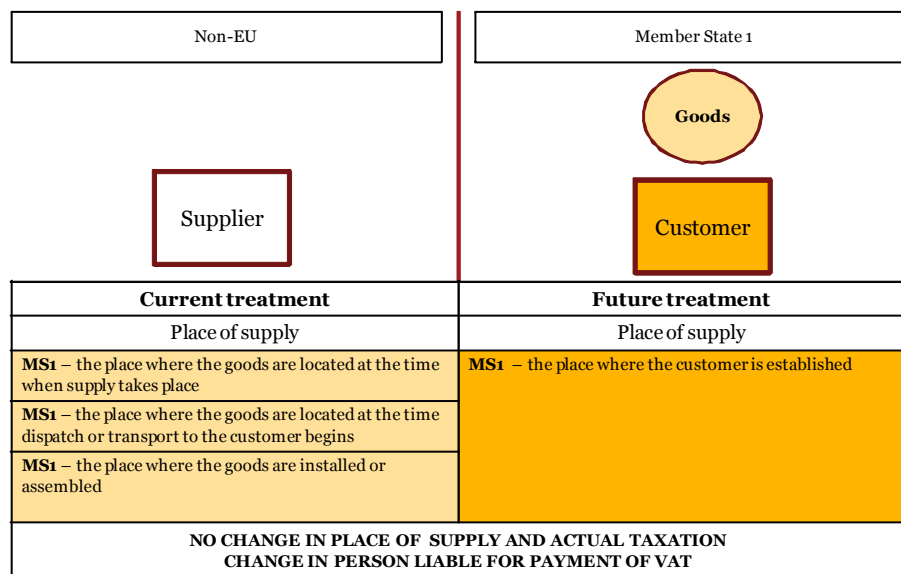 Non-EU
Member State 1
Goods
Supplier
Customer
Current treatment
Future treatment
Place of supply
Place of supply
MS1 – the place where the goods are located at the time
when supply takes place
MS1 – the place where the customer is established
MS1 – the place where the goods are located at the time
dispatch or transport to the customer begins
MS1 – the place where the goods are installed or
assembled
NO CHANGE IN PLACE OF SUPPLY AND ACTUAL TAXATION
CHANGE IN PERSON LIABLE FOR PAYMENT OF VAT